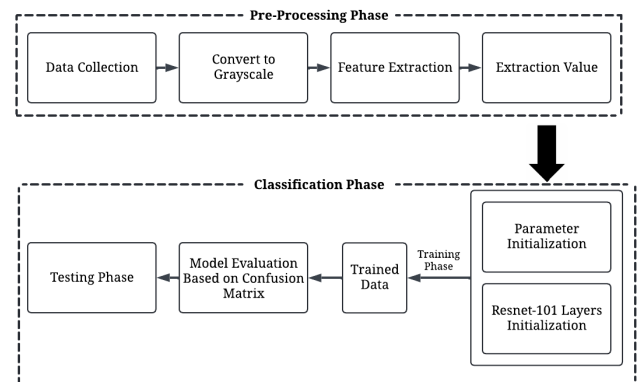 Pre-Processing Phase
Data Collection
Convert to
Grayscale
Feature Extraction
Extraction Value
Classification Phase
Parameter
Initialization
Resnet-101 Layers
Initialization
Training
Phase
Trained
Data
Model Evaluation
Based on Confusion
Matrix
Testing Phase